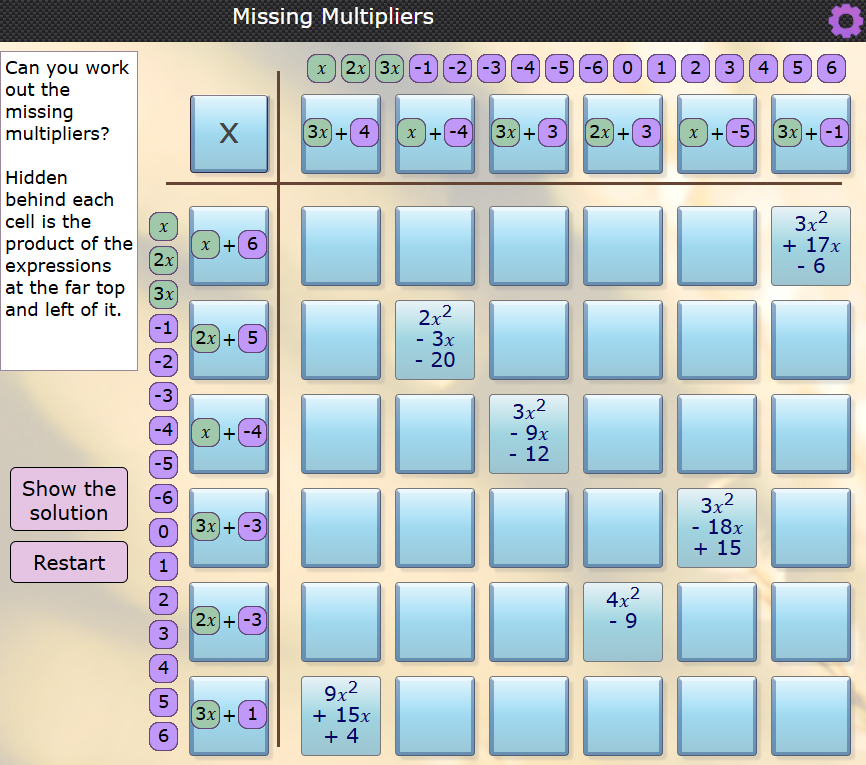 Missing Multipliers
Can you work
out the
missing
multipliers?
Hidden
behind each
cell is the
product of the
expressions
at the far top
and left of it.
x 2x 3x -1 -2 -3 -4 -5 -6 0 1 2 3 4 5 6
X 3x + 4 x + -4 3x + 3 2x + 3 x + -5 3x + -1
x
2x
3x
-1
-2
-3
-4
-5
-6
0
1
2
3
4
5
6
x + 6
3x²
+ 17x
- 6
2x + 5
2x²
- 3x
- 20
x + -4
3x²
- 9x
- 12
3x + -3
3x²
- 18x
+ 15
2x + -3
4x²
- 9
3x + 1
9x²
+ 15x
+ 4
Show the
solution
Restart